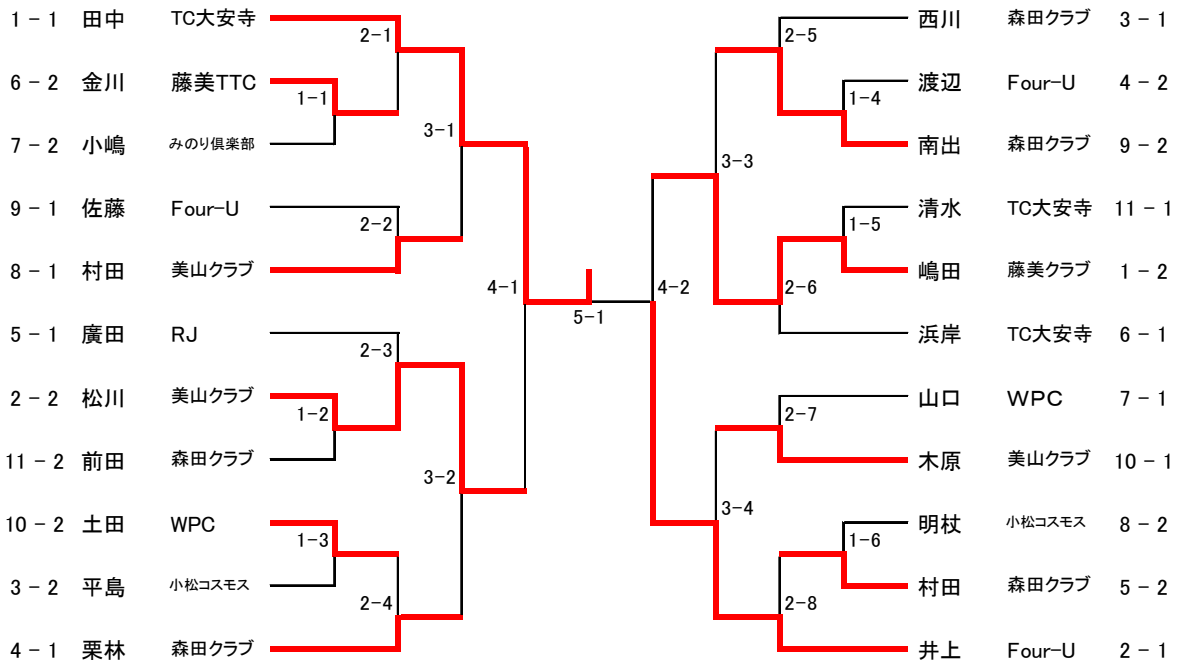 1 - 1 田中 TC大安寺
6 - 2 金川 藤美TTC
7 - 2 小嶋 みのり倶楽部
9 - 1 佐藤 Four-U
8 - 1 村田 美山クラブ
5 - 1 廣田 RJ
2 - 2 松川 美山クラブ
11 - 2 前田 森田クラブ
10 - 2 土田 WPC
3 - 2 平島 小松コスモス
4 - 1 栗林 森田クラブ
2-1
1-1
3-1
2-2
4-1
2-3
1-2
3-2
1-3
2-4
5-1
4-2
2-5
1-4
3-3
1-5
2-6
2-7
3-4
1-6
2-8
西川 森田クラブ 3 - 1
渡辺 Four-U 4 - 2
南出 森田クラブ 9 - 2
清水 TC大安寺 11 - 1
嶋田 藤美クラブ 1 - 2
浜岸 TC大安寺 6 - 1
山口 WPC 7 - 1
木原 美山クラブ 10 - 1
明杖 小松コスモス 8 - 2
村田 森田クラブ 5 - 2
井上 Four-U 2 - 1